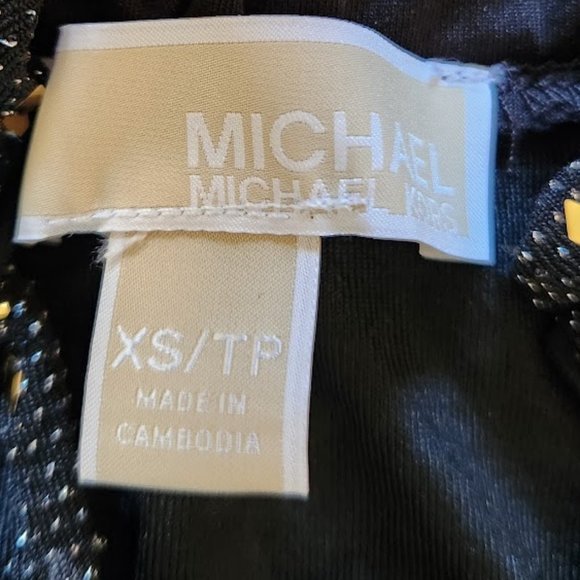 MICHAEL
MICHAEL KORS
XS/TP
MADE IN
CAMBODIA